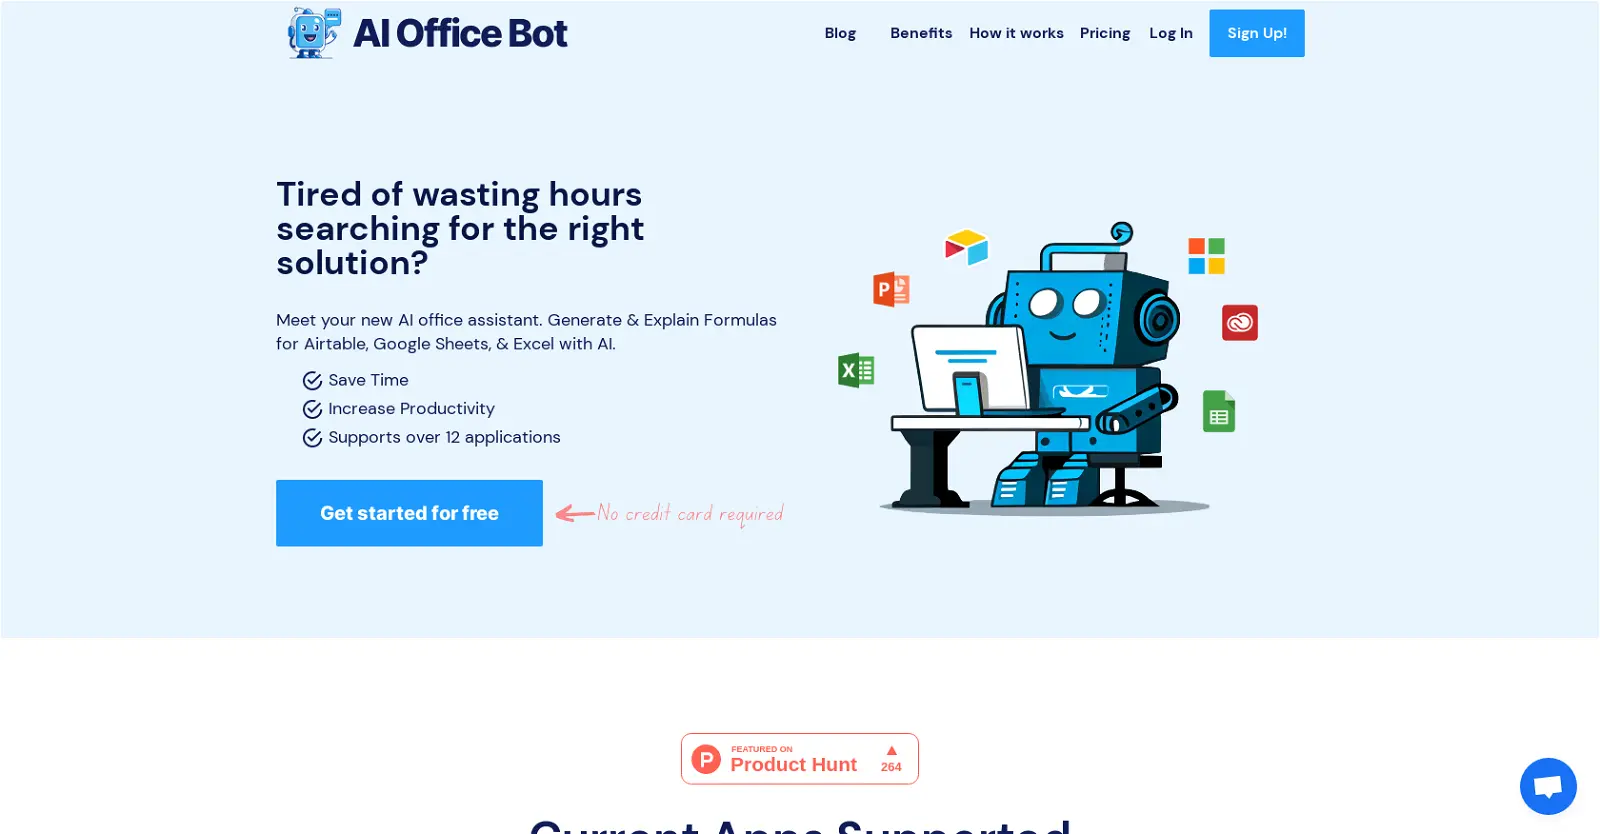 AI Office Bot
Blog
Benefits
How it works
Pricing
Log In
Sign Up!
Tired of wasting hours
searching for the right
solution?
Meet your new AI office assistant. Generate & Explain Formulas
for Airtable, Google Sheets, & Excel with AI.
Save Time
Increase Productivity
Supports over 12 applications
Get started for free
No credit card required
P
X
FEATURED ON
P
Product Hunt
264
Current Apps Supported